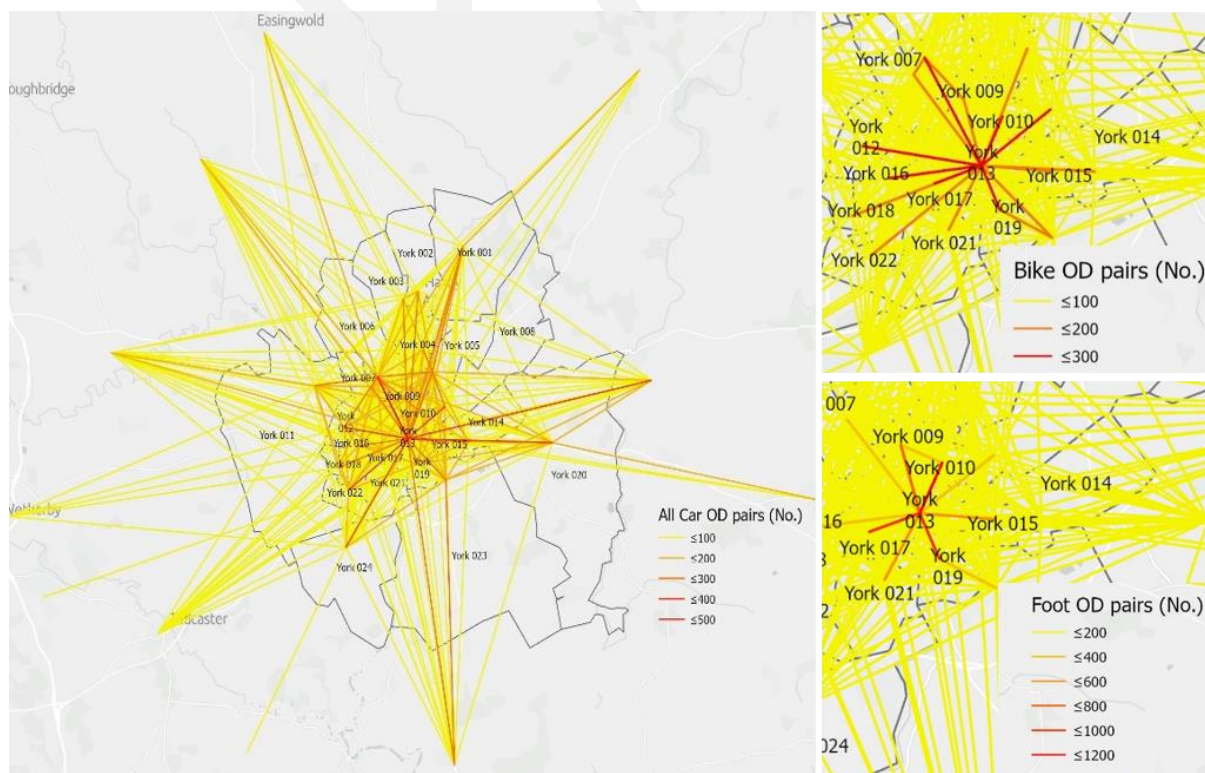 Easingwold
oughbridge
York 002
York 001
York 003
York 006
York 008
York 004
York 005
York 007
York 009
York 010
York 014
York 012
York 013
York 011
York 016
York 015
York 017
York 018
York 019
York 021
York 022
York 020
York 023
York 024
Wetherby
All Car OD pairs (No.)
≤100
≤200
≤300
≤400
≤500
York 007
York 009
York 010
York
012
York
013
York 014
York 016
York 015
York 017
York 018
York
019
York 021
York 022
Bike OD pairs (No.)
≤100
≤200
≤300
007
York 009
York 010
York 014
York
013
16
York 015
York 017
York
019
York 021
Foot OD pairs (No.)
≤200
≤400
≤600
≤800
≤1000
≤1200
024